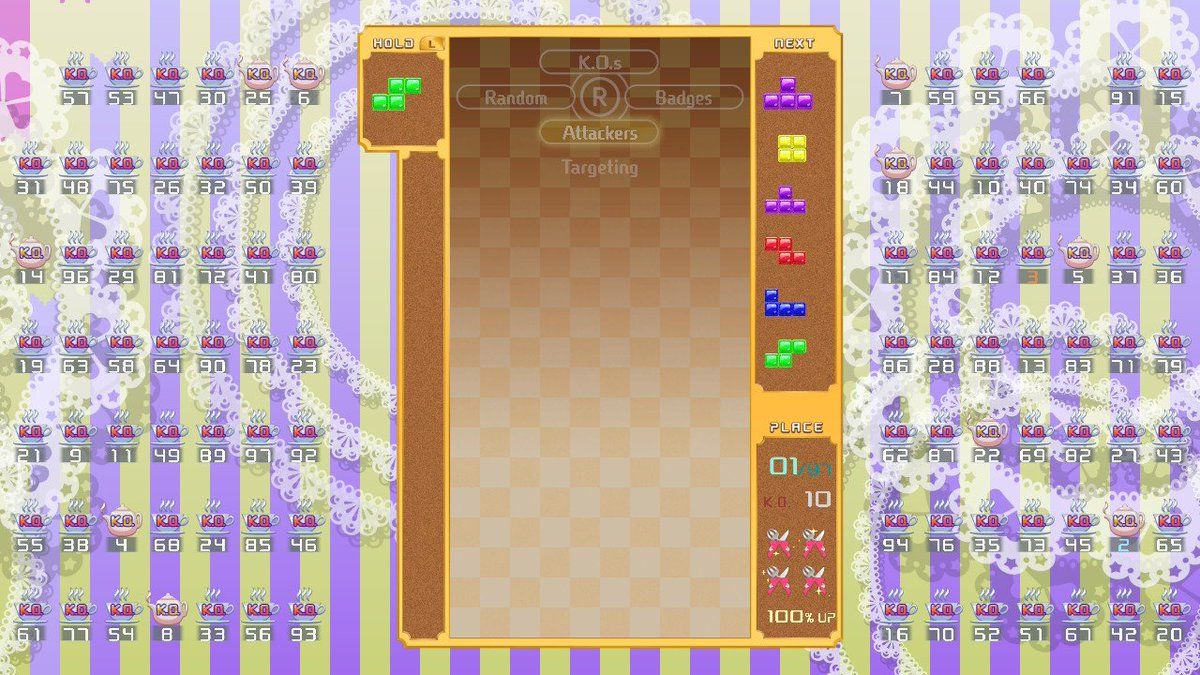 HOLD L
NEXT
K.O.s
Random R Badges
Attackers
Targeting
K.O. K.O. K.O. K.O. K.O. K.O.
57 53 47 30 25 6
K.O. K.O. K.O. K.O. K.O. K.O.
7 59 95 66 91 15
K.O. K.O. K.O. K.O. K.O. K.O. K.O.
31 48 75 26 32 50 39
K.O. K.O. K.O. K.O. K.O. K.O. K.O.
18 44 10 40 74 34 60
K.O. K.O. K.O. K.O. K.O. K.O. K.O.
14 96 29 81 72 41 80
K.O. K.O. K.O. K.O. K.O. K.O. K.O.
17 84 12 3 5 37 36
K.O. K.O. K.O. K.O. K.O. K.O. K.O.
19 63 58 64 90 78 23
K.O. K.O. K.O. K.O. K.O. K.O. K.O.
86 28 88 13 83 71 79
K.O. K.O. K.O. K.O. K.O. K.O. K.O.
21 9 11 49 89 97 92
K.O. K.O. K.O. K.O. K.O. K.O. K.O.
62 87 22 69 82 27 43
K.O. K.O. K.O. K.O. K.O. K.O. K.O.
55 38 4 68 24 85 46
K.O. K.O. K.O. K.O. K.O. K.O. K.O.
94 76 35 73 45 2 65
K.O. K.O. K.O. K.O. K.O. K.O. K.O.
61 77 54 8 33 56 93
K.O. K.O. K.O. K.O. K.O. K.O. K.O.
16 70 52 51 67 42 20
PLACE
01
K.O. 10
100% UP